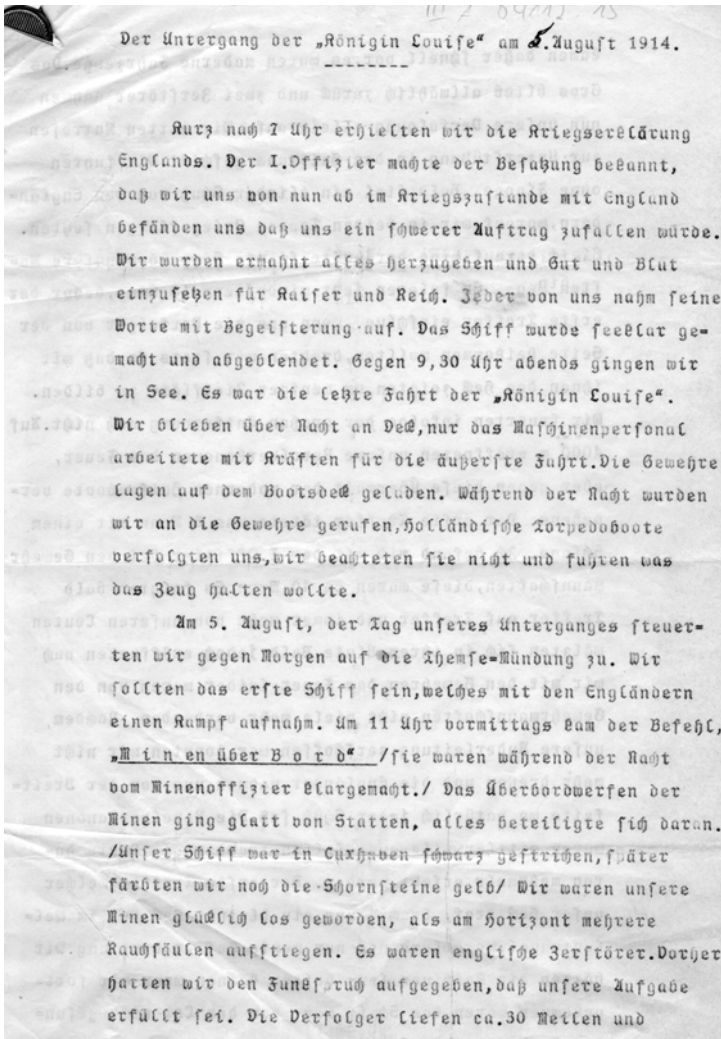 III / 04/12. 15
Der Untergang der „Königin Louise“ am 5.August 1914.
Kurz nach 7 Uhr erhielten wir die Kriegserklärung
Englands. Der I.Offizier machte der Besatzung bekannt,
daß wir uns von nun ab im Kriegszustande mit England
befänden uns daß uns ein schwerer Auftrag zufallen würde.
Wir wurden ermahnt alles herzugeben und Gut und Blut
einzusetzen für Kaiser und Reich. Jeder von uns nahm seine
Worte mit Begeisterung auf. Das Schiff wurde seeklar ge-
macht und abgeblendet. Gegen 9,30 Uhr abends gingen wir
in See. Es war die letzte Fahrt der „Königin Louise“.
Wir blieben über Nacht an Deck,nur das Maschinenpersonal
arbeitete mit Kräften für die äußerste Fahrt.Die Gewehre
lagen auf dem Bootsdeck geladen. Während der Nacht wurden
wir an die Gewehre gerufen,Holländische Torpedoboote
verfolgten uns,wir beachteten sie nicht und fuhren was
das Zeug halten wollte.
Am 5. August, der Tag unseres Unterganges steuer-
ten wir gegen Morgen auf die Themse-Mündung zu. Wir
sollten das erste Schiff sein,welches mit den Engländern
einen Kampf aufnahm. Um 11 Uhr vormittags kam der Befehl,
„M i n en über B o r d“ /sie waren während der Nacht
vom Minenoffizier klargemacht./ Das Überbordwerfen der
Minen ging glatt von Statten, alles beteiligte sich daran.
/Unser Schiff war in Cuxhaven schwarz gestrichen,später
färbten wir noch die Schornsteine gelb/ Wir waren unsere
Minen glücklich los geworden, als am Horizont mehrere
Rauchsäulen aufstiegen. Es waren englische Zerstörer.Vorher
hatten wir den Funkspruch aufgegeben,daß unsere Aufgabe
erfüllt sei. Die Verfolger liefen ca.30 Meilen und